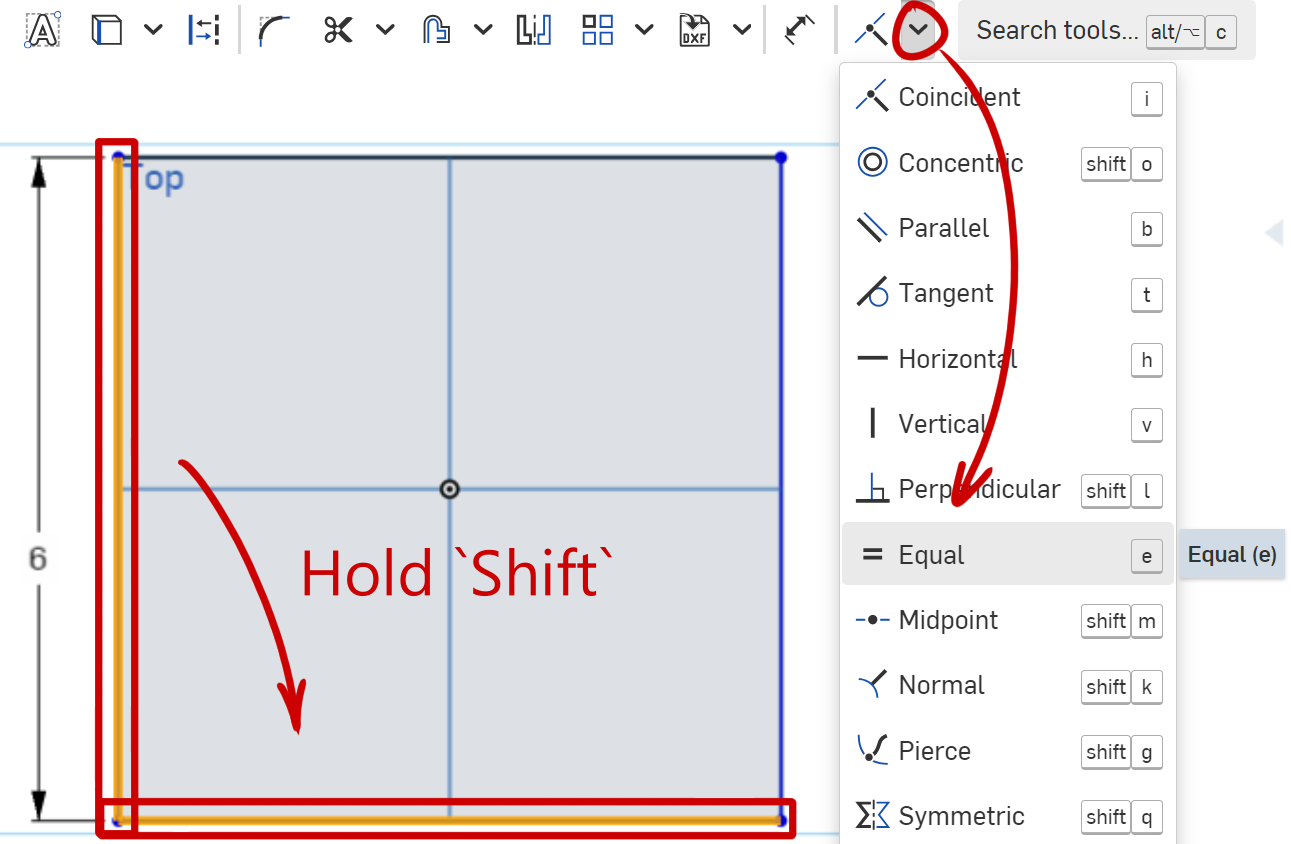 A
DXF
Search tools... alt/⌥ c
Coincident i
Top
Concentric shift o
Parallel b
Tangent t
Horizontal h
Vertical v
Perpendicular shift l
6
Hold `Shift`
Equal e
Equal (e)
Midpoint shift m
Normal shift k
Pierce shift g
Symmetric shift q